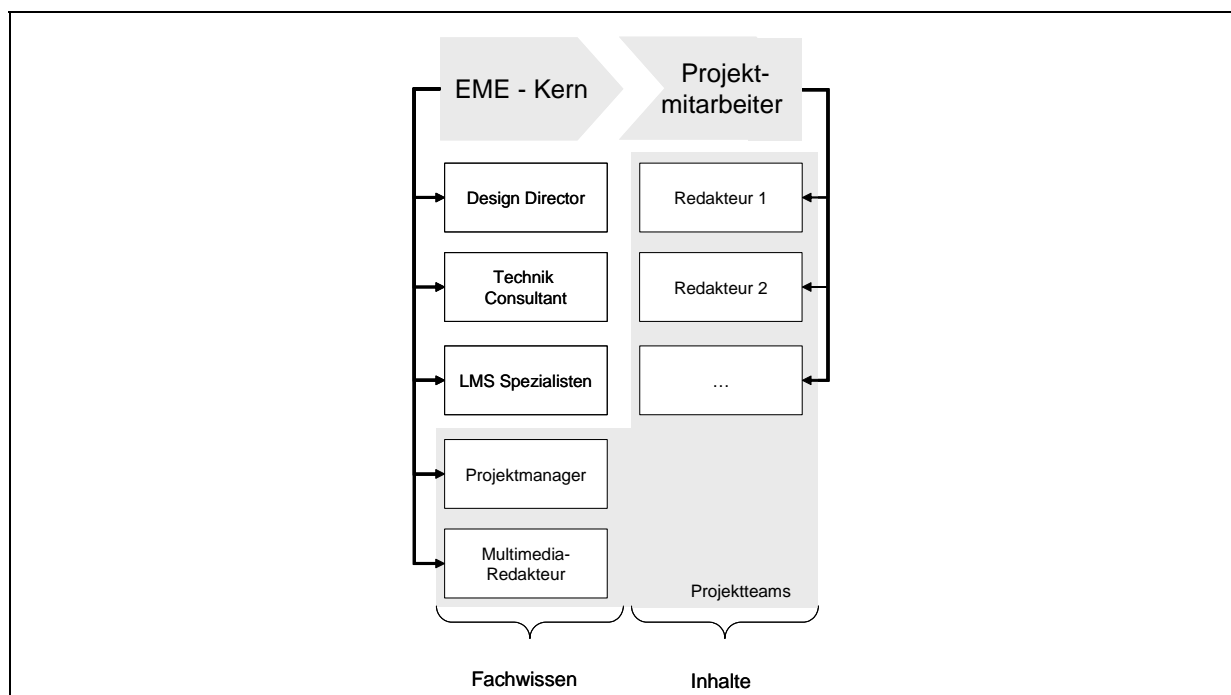 EME - Kern
Projekt-
mitarbeiter
Design Director
Redakteur 1
Technik
Consultant
Redakteur 2
LMS Spezialisten
...
Projektmanager
Multimedia-
Redakteur
Projektteams
Fachwissen
Inhalte